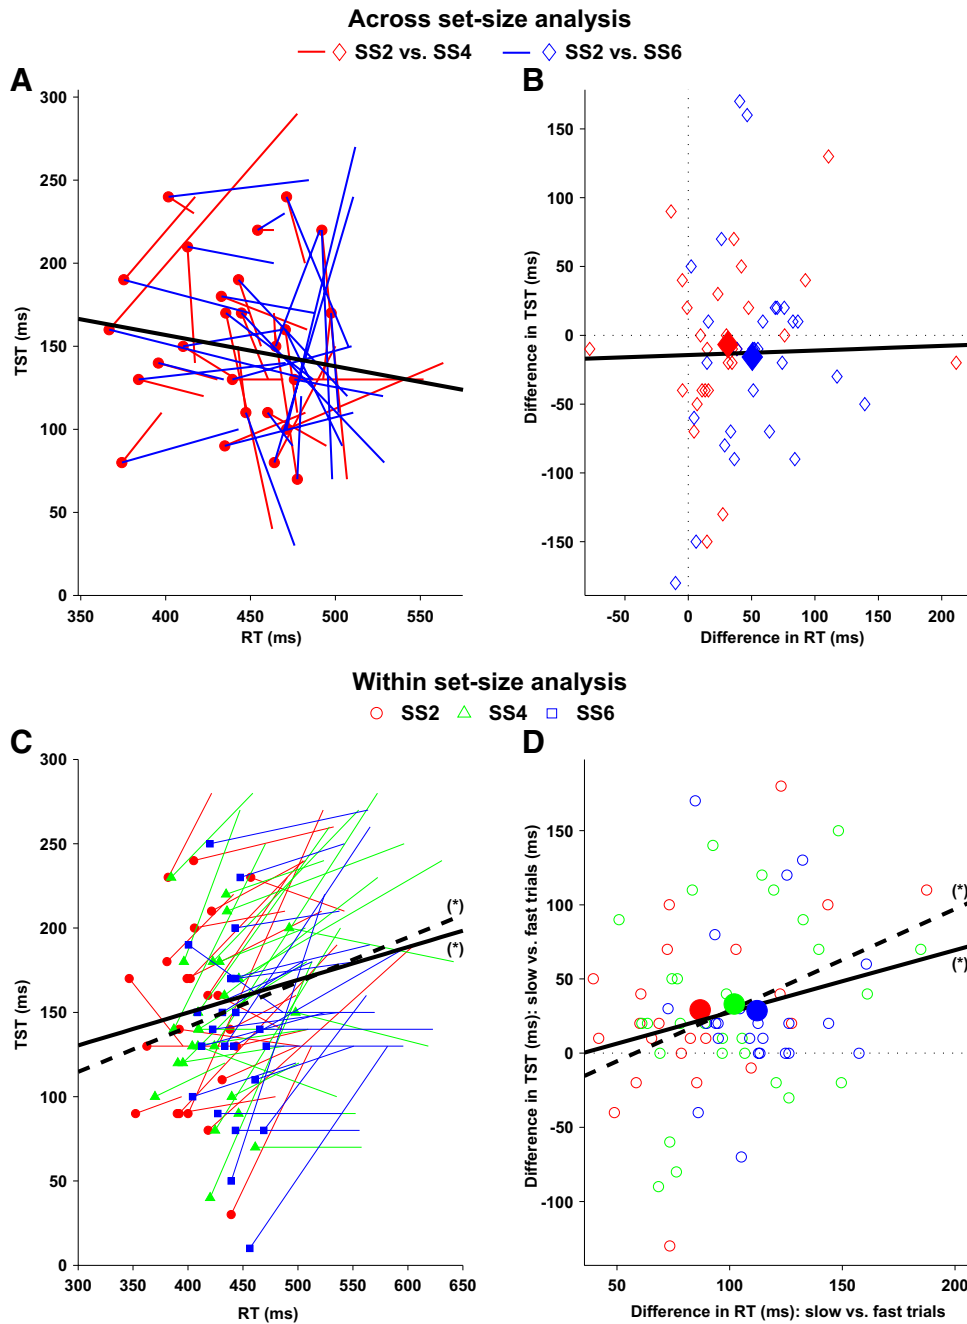 Across set-size analysis
SS2 vs. SS4 SS2 vs. SS6
A
300
250
200
150
100
50
0
TST (ms)
350 400 450 500 550
RT (ms)
B
150
100
50
0
-50
-100
-150
Difference in TST (ms)
-50 0 50 100 150 200
Difference in RT (ms)
Within set-size analysis
SS2 SS4 SS6
C
300
250
200
150
100
50
0
TST (ms)
(*)
(*)
300 350 400 450 500 550 600 650
RT (ms)
D
150
100
50
0
-50
-100
Difference in TST (ms): slow vs. fast trials
(*)
(*)
50 100 150 200
Difference in RT (ms): slow vs. fast trials